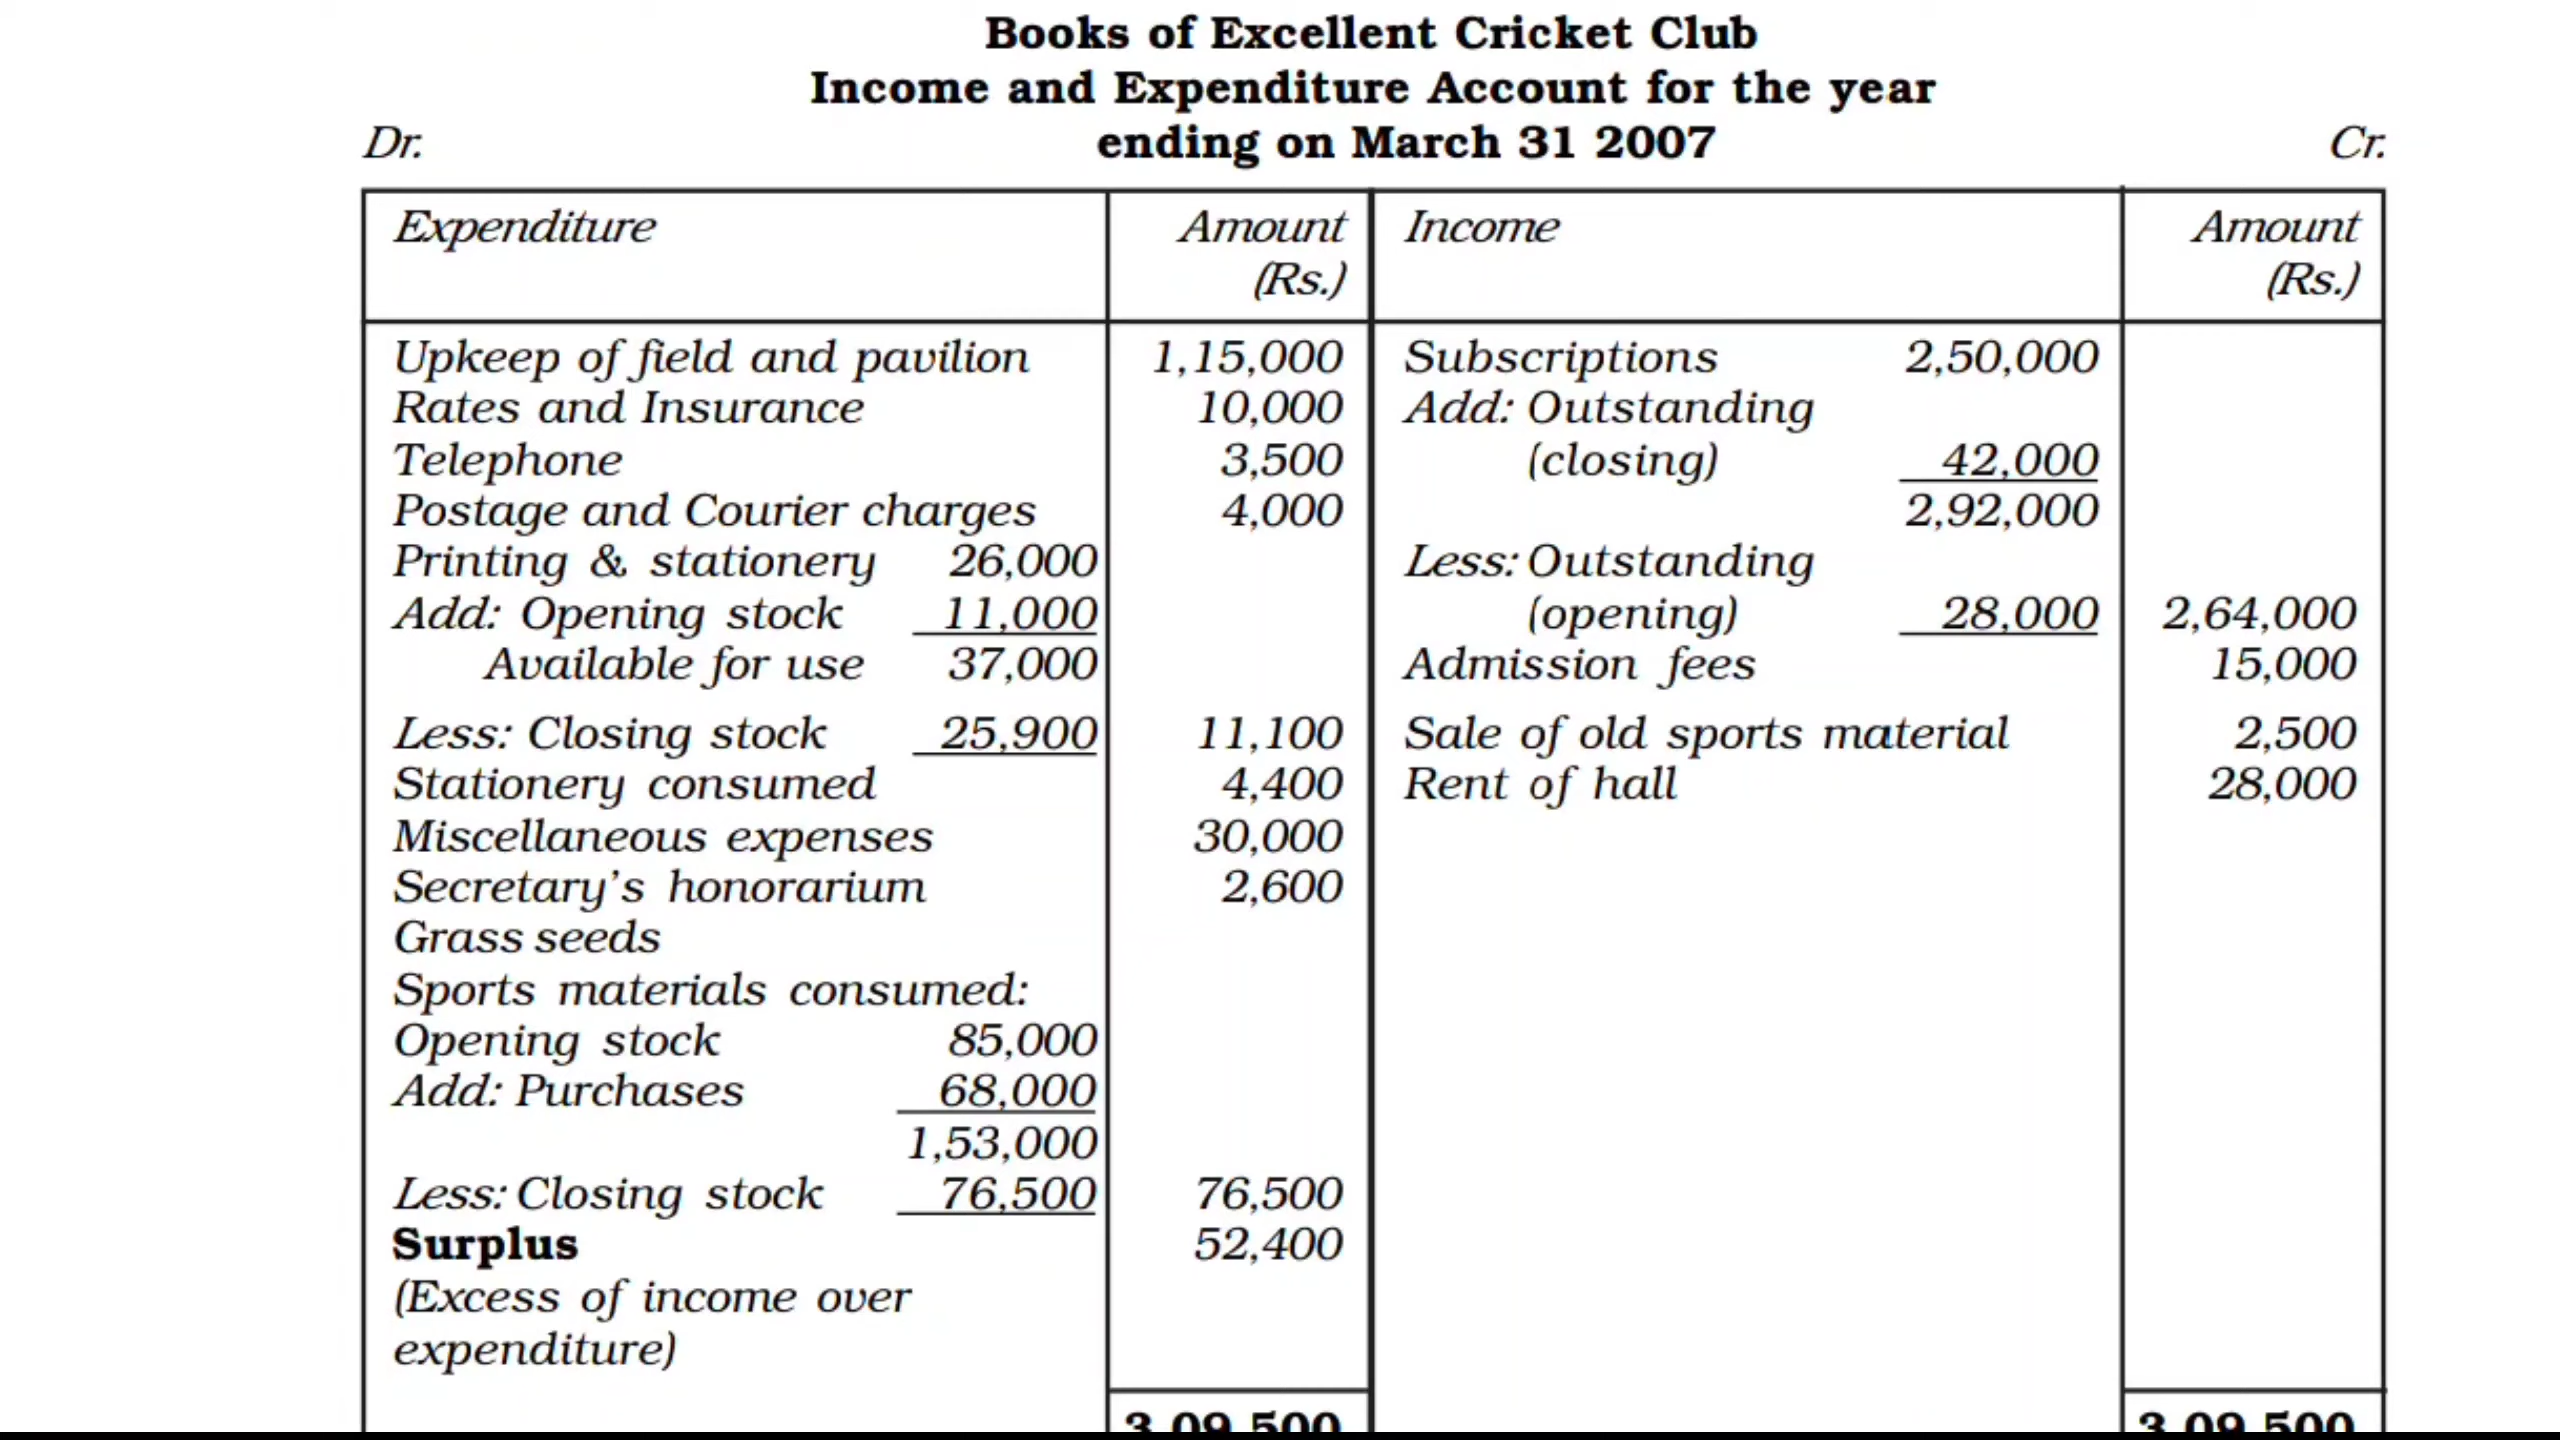 Books of Excellent Cricket Club
Income and Expenditure Account for the year
Dr. ending on March 31 2007 Cr.
Expenditure Amount Income Amount
(Rs.) (Rs.)
Upkeep of field and pavilion 1,15,000 Subscriptions 2,50,000
Rates and Insurance 10,000 Add: Outstanding
Telephone 3,500 (closing) 42,000
Postage and Courier charges 4,000 2,92,000
Printing & stationery 26,000 Less: Outstanding
Add: Opening stock 11,000 (opening) 28,000 2,64,000
Available for use 37,000 Admission fees 15,000
Less: Closing stock 25,900 11,100 Sale of old sports material 2,500
Stationery consumed 4,400 Rent of hall 28,000
Miscellaneous expenses 30,000
Secretary's honorarium 2,600
Grass seeds
Sports materials consumed:
Opening stock 85,000
Add: Purchases 68,000
1,53,000
Less: Closing stock 76,500 76,500
Surplus 52,400
(Excess of income over
expenditure)
3,09,500 3,09,500